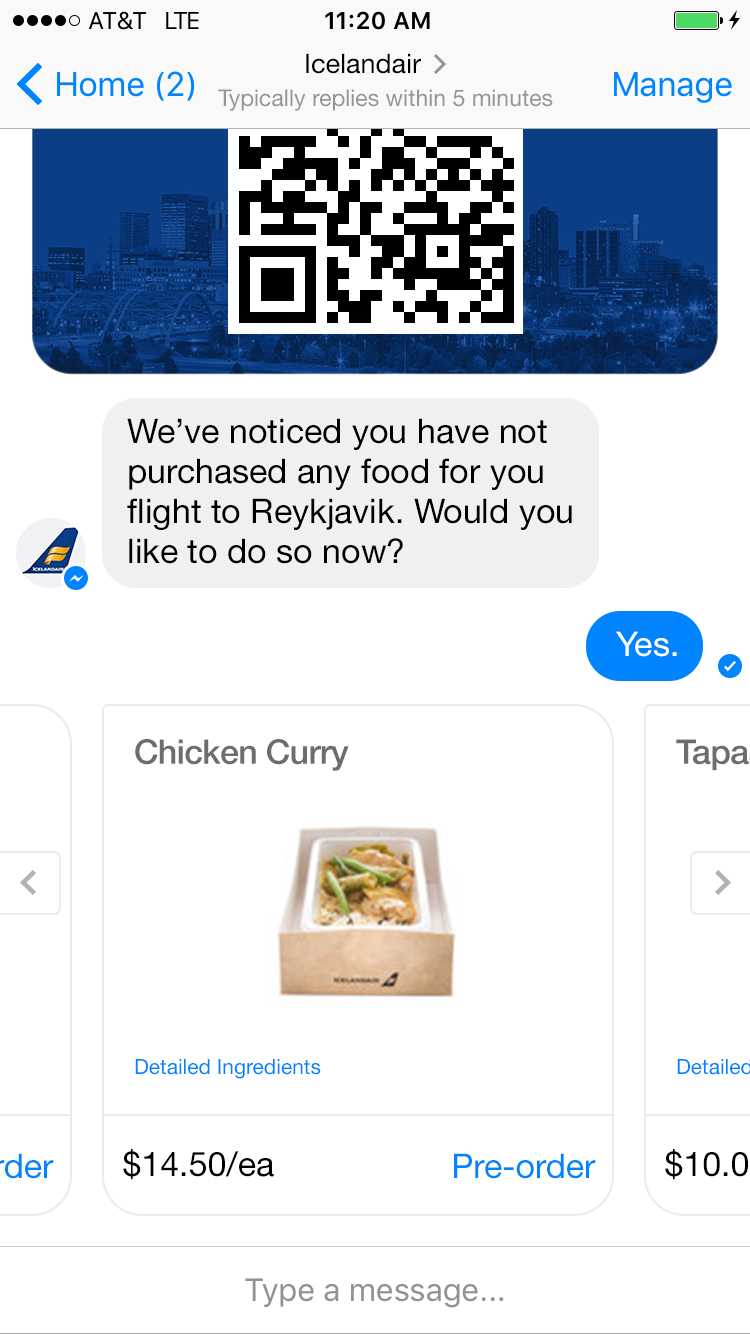 AT&T LTE 11:20 AM
Home (2)
Icelandair
Typically replies within 5 minutes
Manage
We’ve noticed you have not
purchased any food for you
flight to Reykjavik. Would you
like to do so now?
ICELANDAIR
Yes.
Chicken Curry
Tapa
ICELANDAIR
Detailed Ingredients
Detailed
rder
$14.50/ea
Pre-order
$10.0
Type a message...